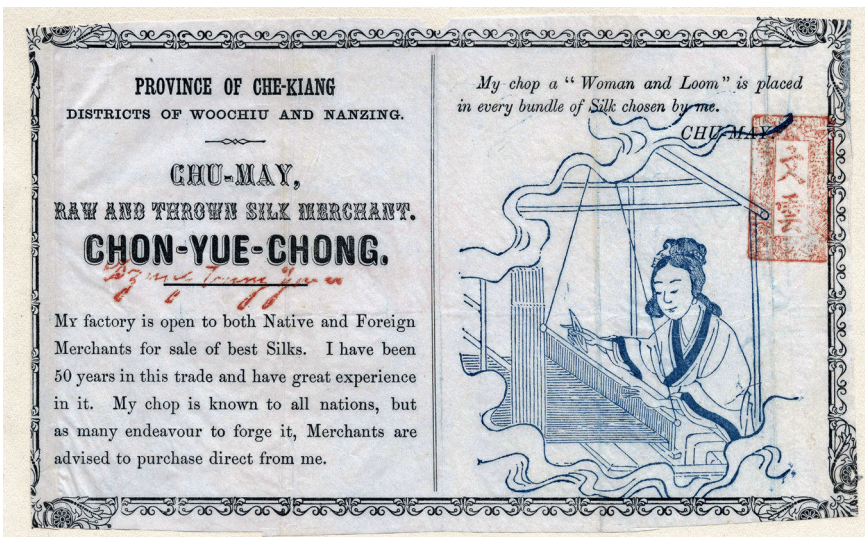 PROVINCE OF CHE-KIANG
DISTRICTS OF WOOCHIU AND NANZING.
CHU-MAY,
RAW AND THROWN SILK MERCHANT.
CHON-YUE-CHONG.
My factory is open to both Native and Foreign
Merchants for sale of best Silks. I have been
50 years in this trade and have great experience
in it. My chop is known to all nations, but
as many endeavour to forge it, Merchants are
advised to purchase direct from me.
My chop a “ Woman and Loom ” is placed
in every bundle of Silk chosen by me.
CHU-MAY.